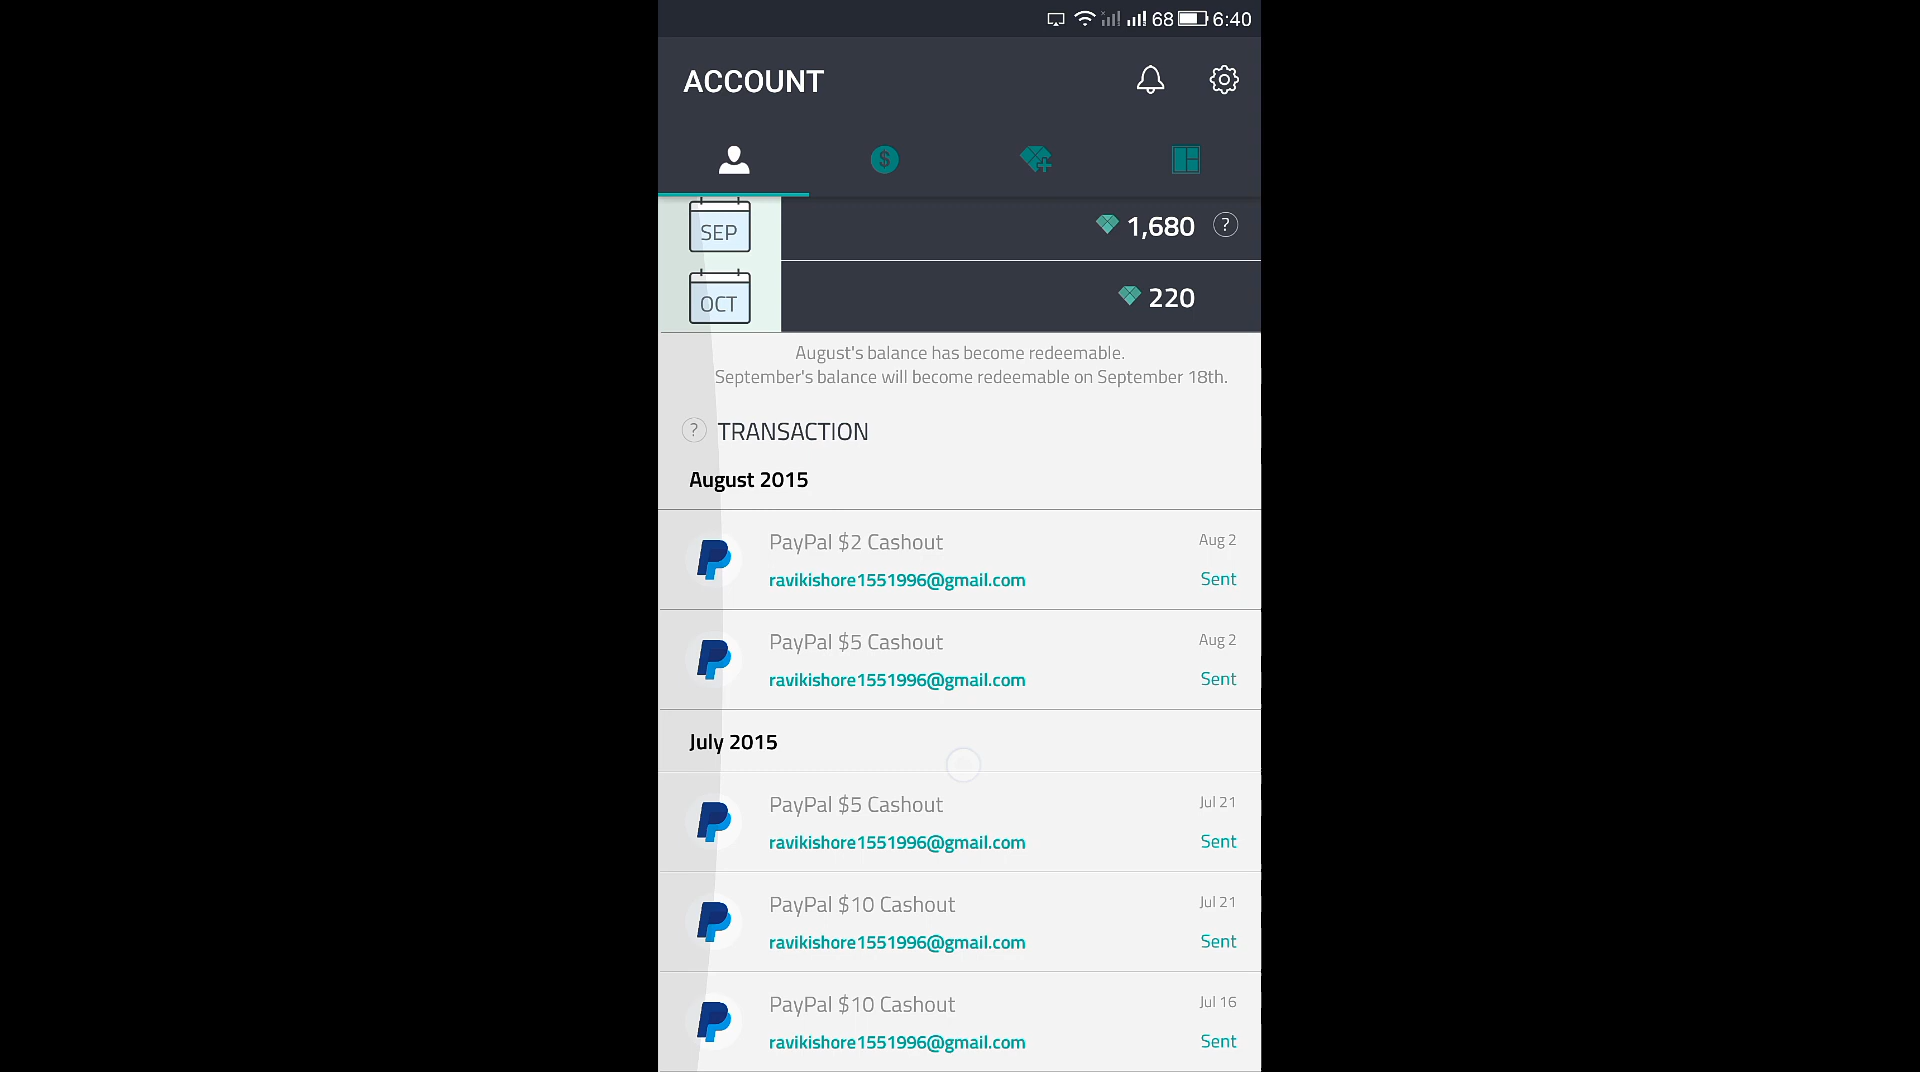 68 6:40
ACCOUNT
SEP 1,680 ?
OCT 220
August's balance has become redeemable.
September's balance will become redeemable on September 18th.
? TRANSACTION
August 2015
PayPal $2 Cashout Aug 2
ravikishore1551996@gmail.com Sent
PayPal $5 Cashout Aug 2
ravikishore1551996@gmail.com Sent
July 2015
PayPal $5 Cashout Jul 21
ravikishore1551996@gmail.com Sent
PayPal $10 Cashout Jul 21
ravikishore1551996@gmail.com Sent
PayPal $10 Cashout Jul 16
ravikishore1551996@gmail.com Sent